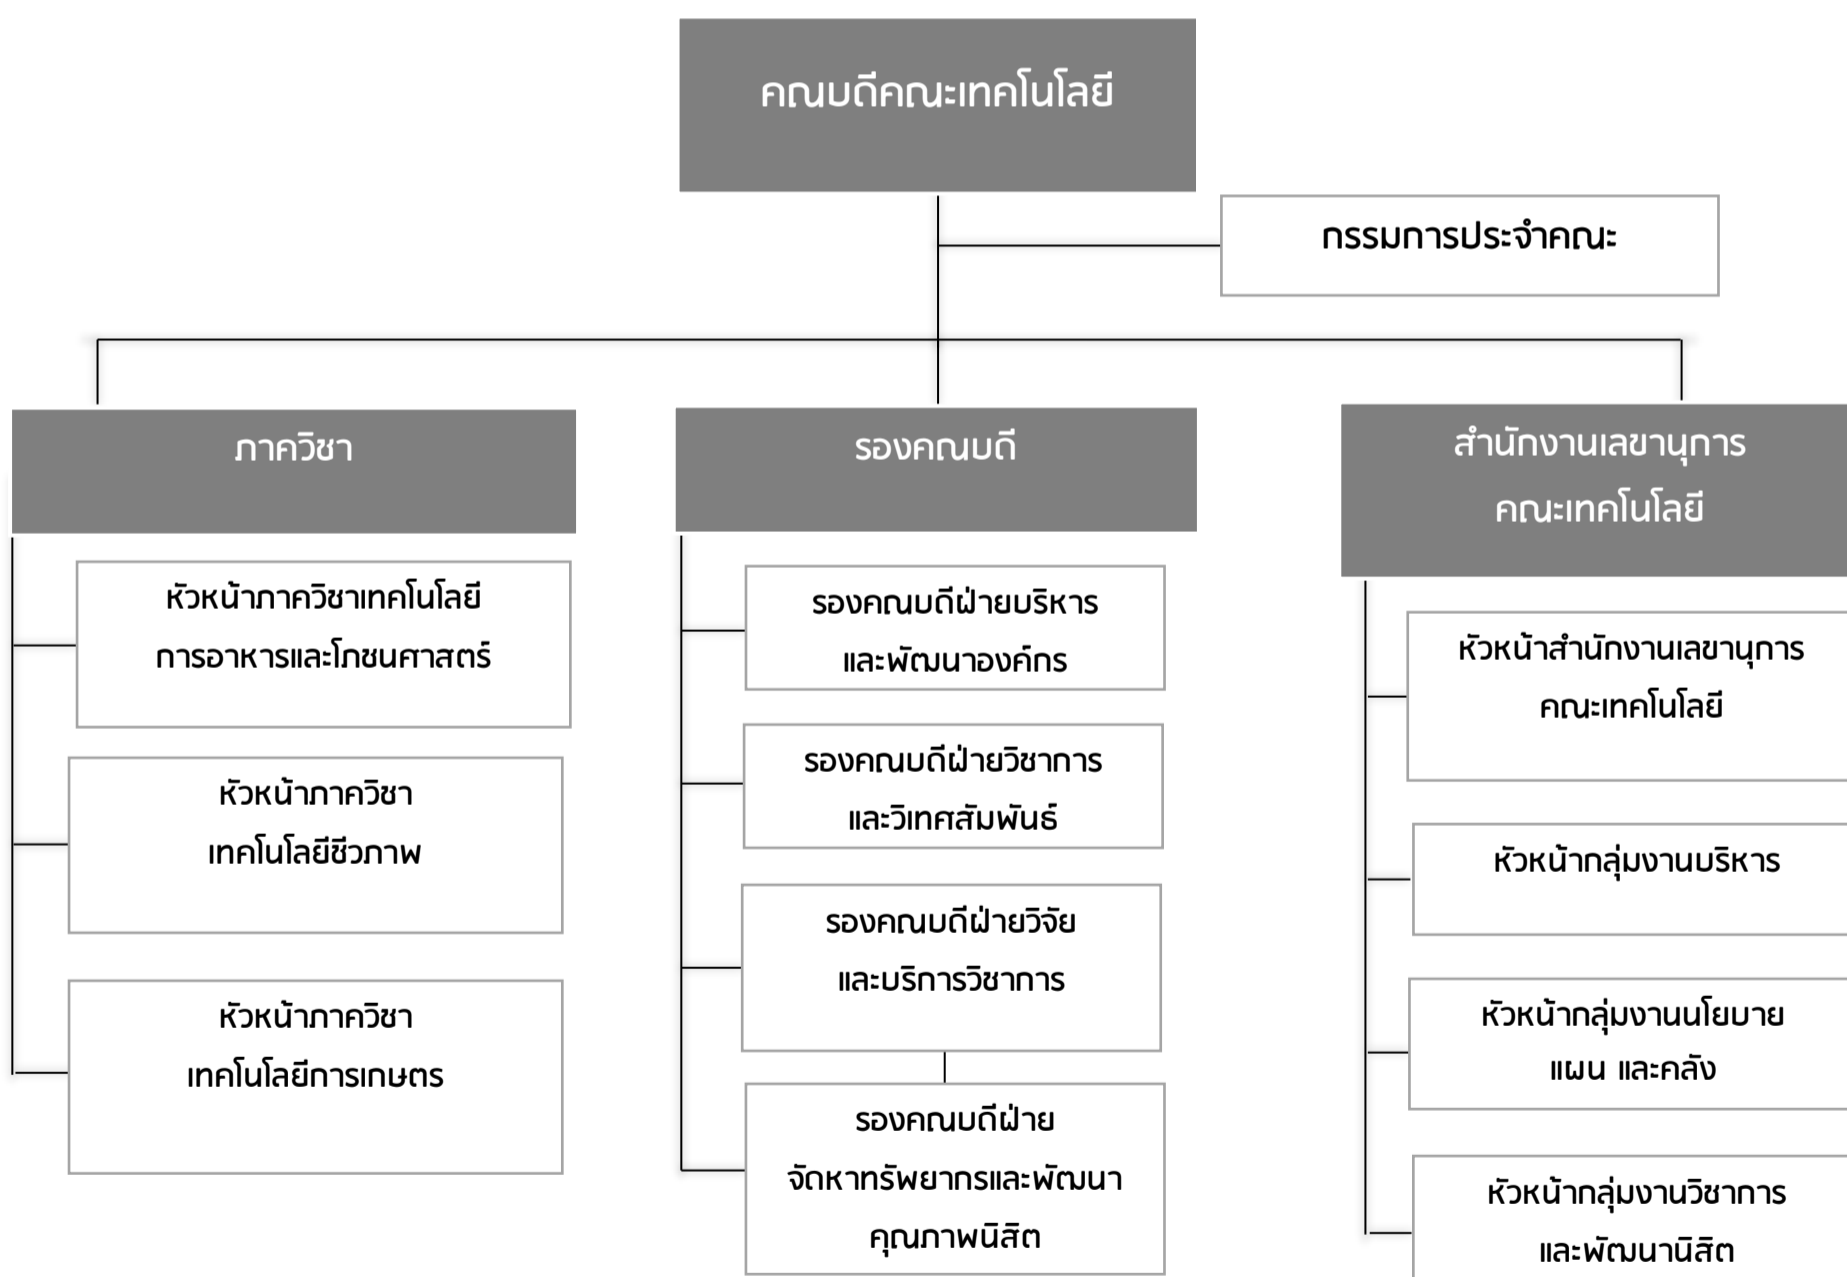 คณบดีคณะเทคโนโลยี
กรรมการประจำคณะ
ภาควิชา
หัวหน้าภาควิชาเทคโนโลยี
การอาหารและโภชนศาสตร์
หัวหน้าภาควิชา
เทคโนโลยีชีวภาพ
หัวหน้าภาควิชา
เทคโนโลยีการเกษตร
รองคณบดี
รองคณบดีฝ่ายบริหาร
และพัฒนาองค์กร
รองคณบดีฝ่ายวิชาการ
และวิเทศสัมพันธ์
รองคณบดีฝ่ายวิจัย
และบริการวิชาการ
รองคณบดีฝ่าย
จัดหาทรัพยากรและพัฒนา
คุณภาพนิสิต
สำนักงานเลขานุการ
คณะเทคโนโลยี
หัวหน้าสำนักงานเลขานุการ
คณะเทคโนโลยี
หัวหน้ากลุ่มงานบริหาร
หัวหน้ากลุ่มงานนโยบาย
แผน และคลัง
หัวหน้ากลุ่มงานวิชาการ
และพัฒนานิสิต